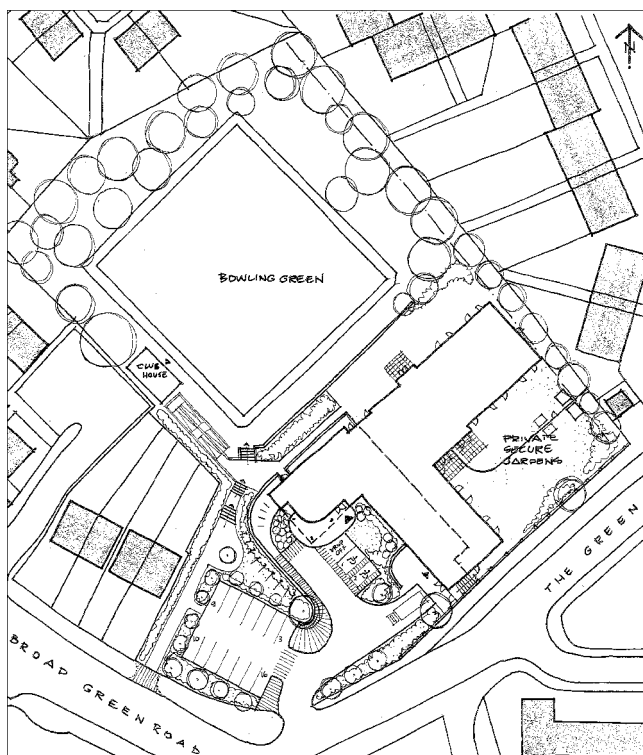 N
BOWLING GREEN
CLUB
HOUSE
PRIVATE
SECURE
GARDENS
DROP
OFF
THE GREEN
BROAD GREEN ROAD